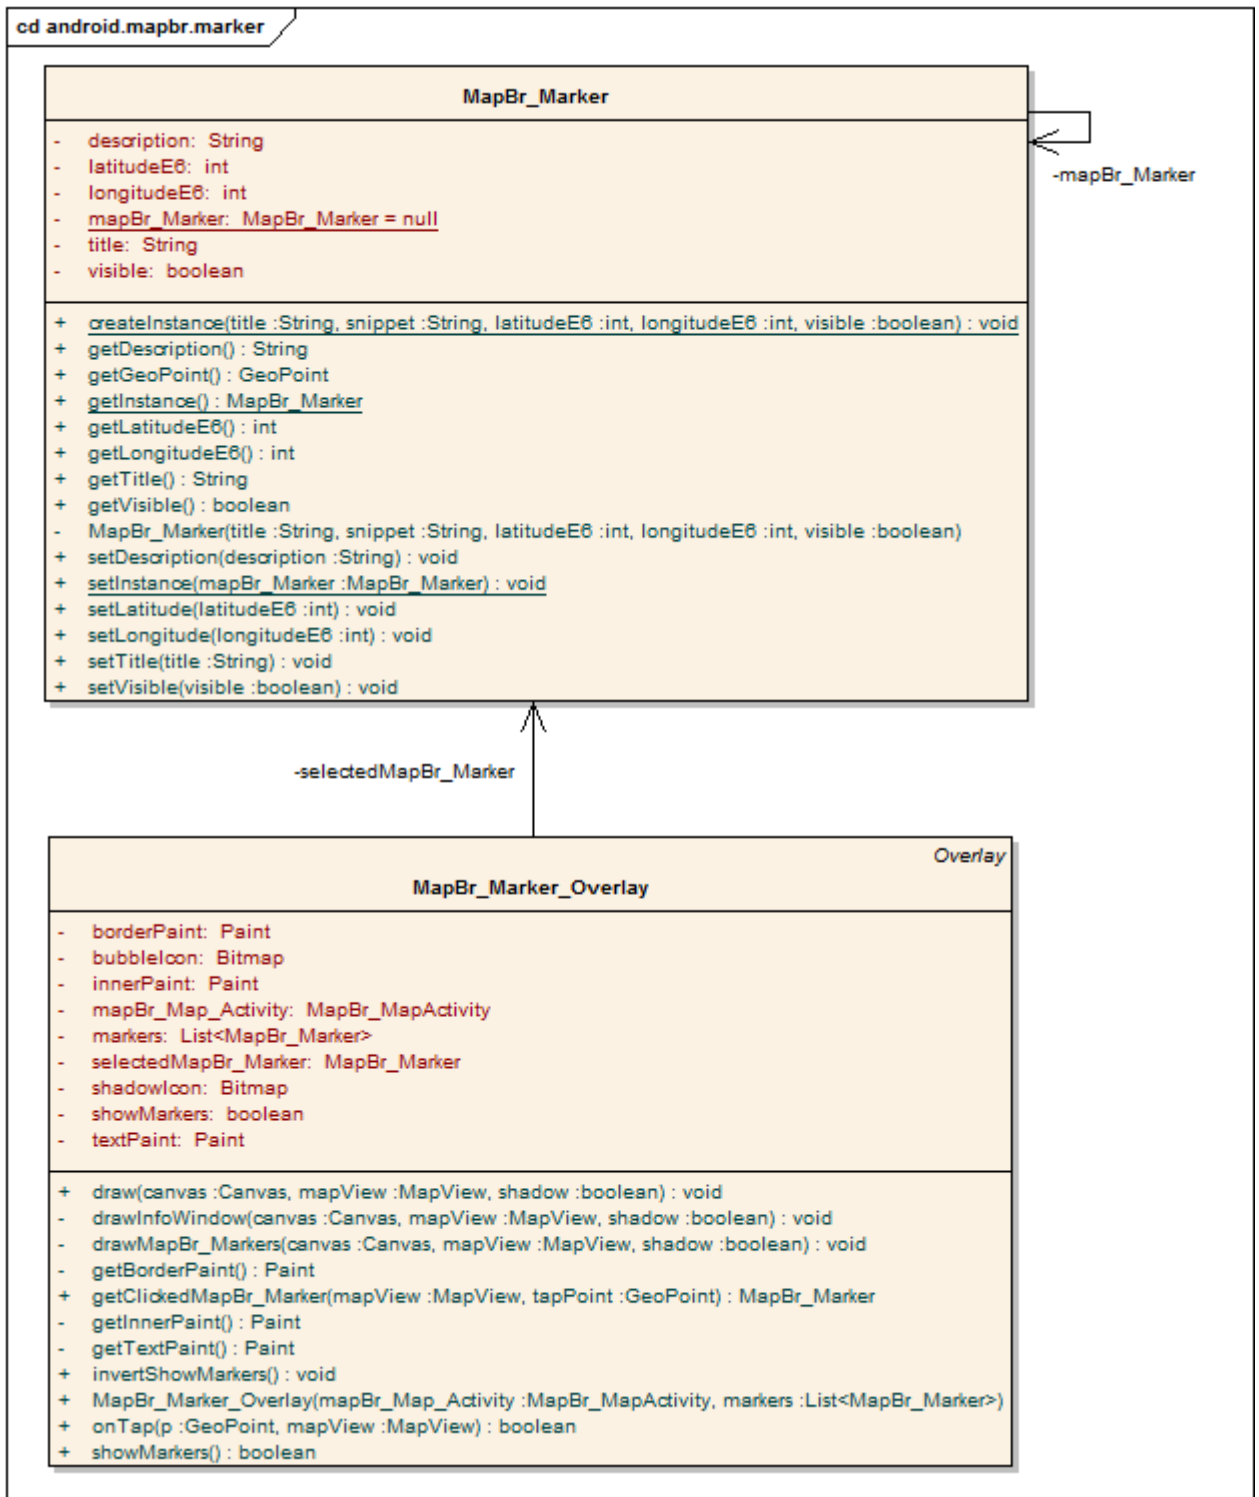 cd android.mapbr.marker
MapBr_Marker
- description: String
- latitudeE6: int
- longitudeE6: int
- mapBr_Marker: MapBr_Marker = null
- title: String
- visible: boolean
-mapBr_Marker
+ createInstance(title :String, snippet :String, latitudeE6 :int, longitudeE6 :int, visible :boolean) : void
+ getDescription() : String
+ getGeoPoint() : GeoPoint
+ getInstance() : MapBr_Marker
+ getLatitudeE6() : int
+ getLongitudeE6() : int
+ getTitle() : String
+ getVisible() : boolean
- MapBr_Marker(title :String, snippet :String, latitudeE6 :int, longitudeE6 :int, visible :boolean)
+ setDescription(description :String) : void
+ setInstance(mapBr_Marker :MapBr_Marker) : void
+ setLatitude(latitudeE6 :int) : void
+ setLongitude(longitudeE6 :int) : void
+ setTitle(title :String) : void
+ setVisible(visible :boolean) : void
-selectedMapBr_Marker
Overlay
MapBr_Marker_Overlay
- borderPaint: Paint
- bubbleIcon: Bitmap
- innerPaint: Paint
- mapBr_Map_Activity: MapBr_MapActivity
- markers: List<MapBr_Marker>
- selectedMapBr_Marker: MapBr_Marker
- shadowIcon: Bitmap
- showMarkers: boolean
- textPaint: Paint
+ draw(canvas :Canvas, mapView :MapView, shadow :boolean) : void
- drawInfoWindow(canvas :Canvas, mapView :MapView, shadow :boolean) : void
- drawMapBr_Markers(canvas :Canvas, mapView :MapView, shadow :boolean) : void
- getBorderPaint() : Paint
+ getClickedMapBr_Marker(mapView :MapView, tapPoint :GeoPoint) : MapBr_Marker
- getInnerPaint() : Paint
- getTextPaint() : Paint
+ invertShowMarkers() : void
+ MapBr_Marker_Overlay(mapBr_Map_Activity :MapBr_MapActivity, markers :List<MapBr_Marker>)
+ onTap(p :GeoPoint, mapView :MapView) : boolean
+ showMarkers() : boolean